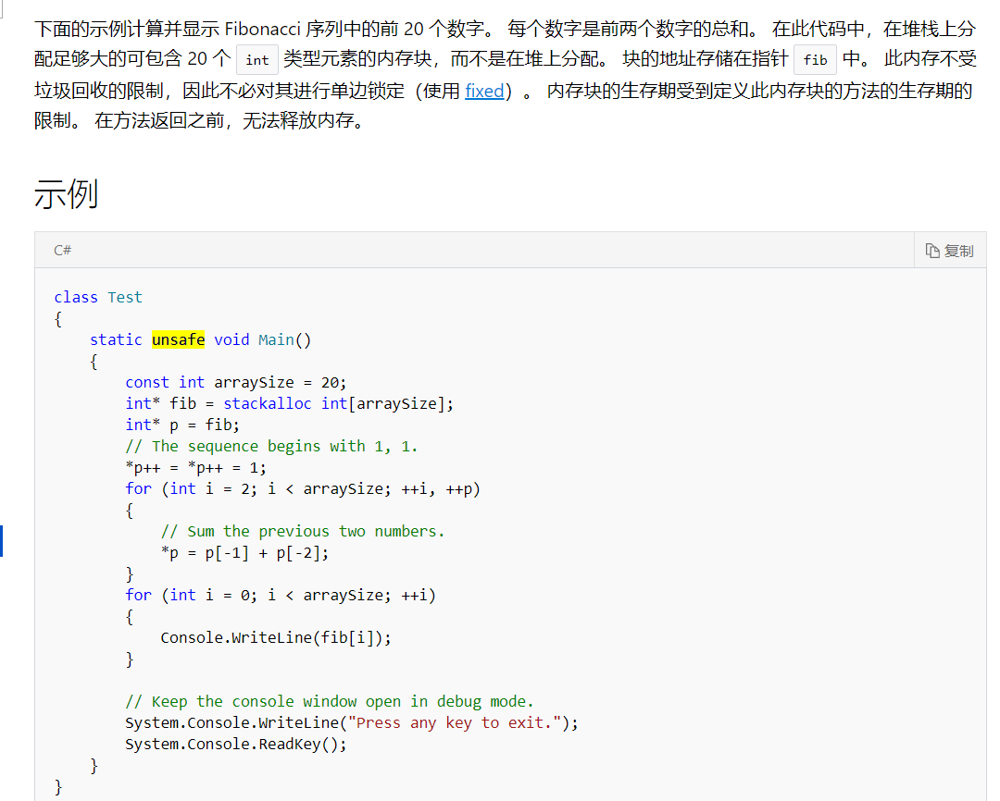 下面的示例计算并显示 Fibonacci 序列中的前 20 个数字。 每个数字是前两个数字的总和。 在此代码中，在堆栈上分
配足够大的可包含 20 个 int 类型元素的内存块，而不是在堆上分配。 块的地址存储在指针 fib 中。 此内存不受
垃圾回收的限制，因此不必对其进行单边锁定（使用 fixed）。 内存块的生存期受到定义此内存块的方法的生存期的
限制。 在方法返回之前，无法释放内存。
示例
C# 复制
class Test
{
    static unsafe void Main()
    {
        const int arraySize = 20;
        int* fib = stackalloc int[arraySize];
        int* p = fib;
        // The sequence begins with 1, 1.
        *p++ = *p++ = 1;
        for (int i = 2; i < arraySize; ++i, ++p)
        {
            // Sum the previous two numbers.
            *p = p[-1] + p[-2];
        }
        for (int i = 0; i < arraySize; ++i)
        {
            Console.WriteLine(fib[i]);
        }
        // Keep the console window open in debug mode.
        System.Console.WriteLine("Press any key to exit.");
        System.Console.ReadKey();
    }
}